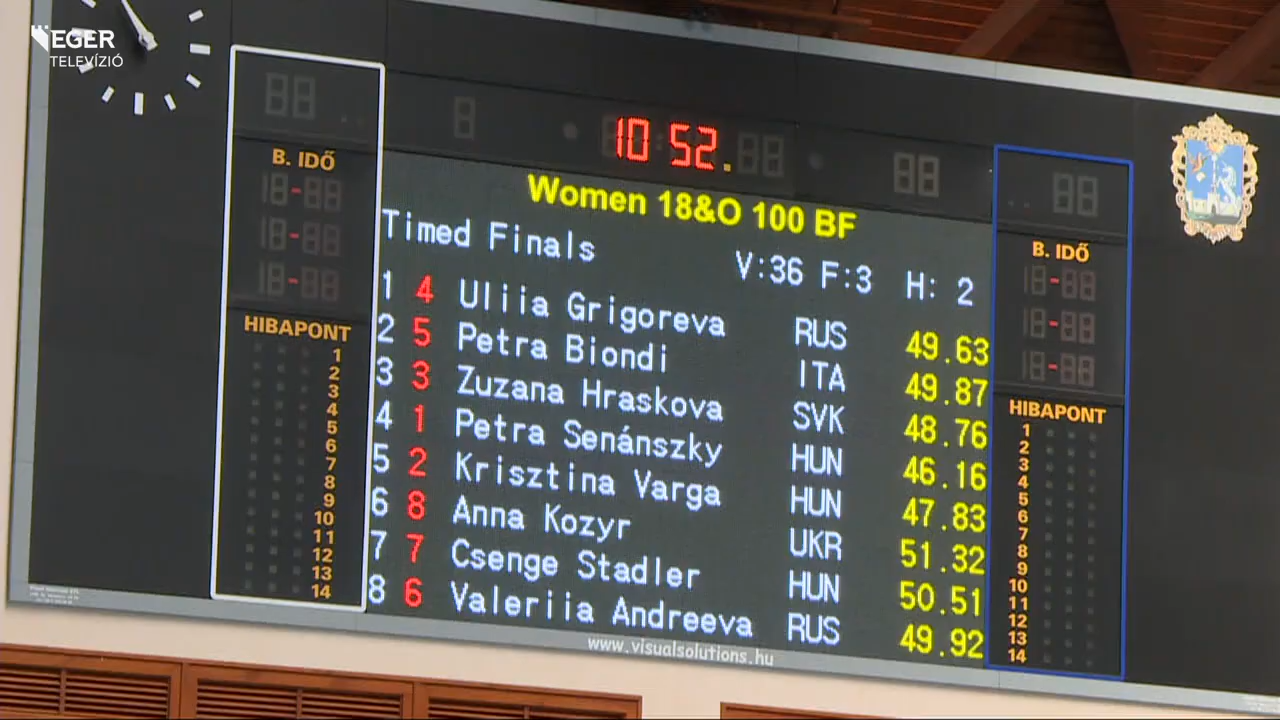 EGER
TELEVÍZIÓ
10 52.
B. IDŐ
HIBAPONT
1
2
3
4
5
6
7
8
9
10
11
12
13
14
Women 18&O 100 BF
Timed Finals V:36 F:3 H: 2
1 4 Uliia Grigoreva RUS 49.63
2 5 Petra Biondi ITA 49.87
3 3 Zuzana Hraskova SVK 48.76
4 1 Petra Senánszky HUN 46.16
5 2 Krisztina Varga HUN 47.83
6 8 Anna Kozyr UKR 51.32
7 7 Csenge Stadler HUN 50.51
8 6 Valeriia Andreeva RUS 49.92
www.visualsolutions.hu
B. IDŐ
HIBAPONT
1
2
3
4
5
6
7
8
9
10
11
12
13
14